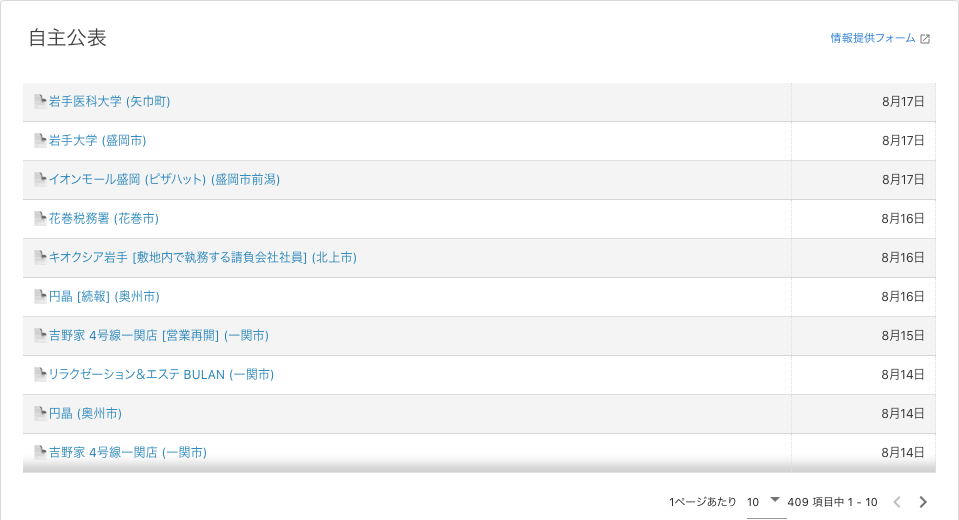 自主公表
情報提供フォーム
岩手医科大学 (矢巾町) 8月17日
岩手大学 (盛岡市) 8月17日
イオンモール盛岡 (ピザハット) (盛岡市前潟) 8月17日
花巻税務署 (花巻市) 8月16日
キオクシア岩手 [敷地内で執務する請負会社社員] (北上市) 8月16日
円晶 [続報] (奥州市) 8月16日
吉野家 4号線一関店 [営業再開] (一関市) 8月15日
リラクゼーション＆エステ BULAN (一関市) 8月14日
円晶 (奥州市) 8月14日
吉野家 4号線一関店 (一関市) 8月14日
1ページあたり 10 409 項目中 1 - 10